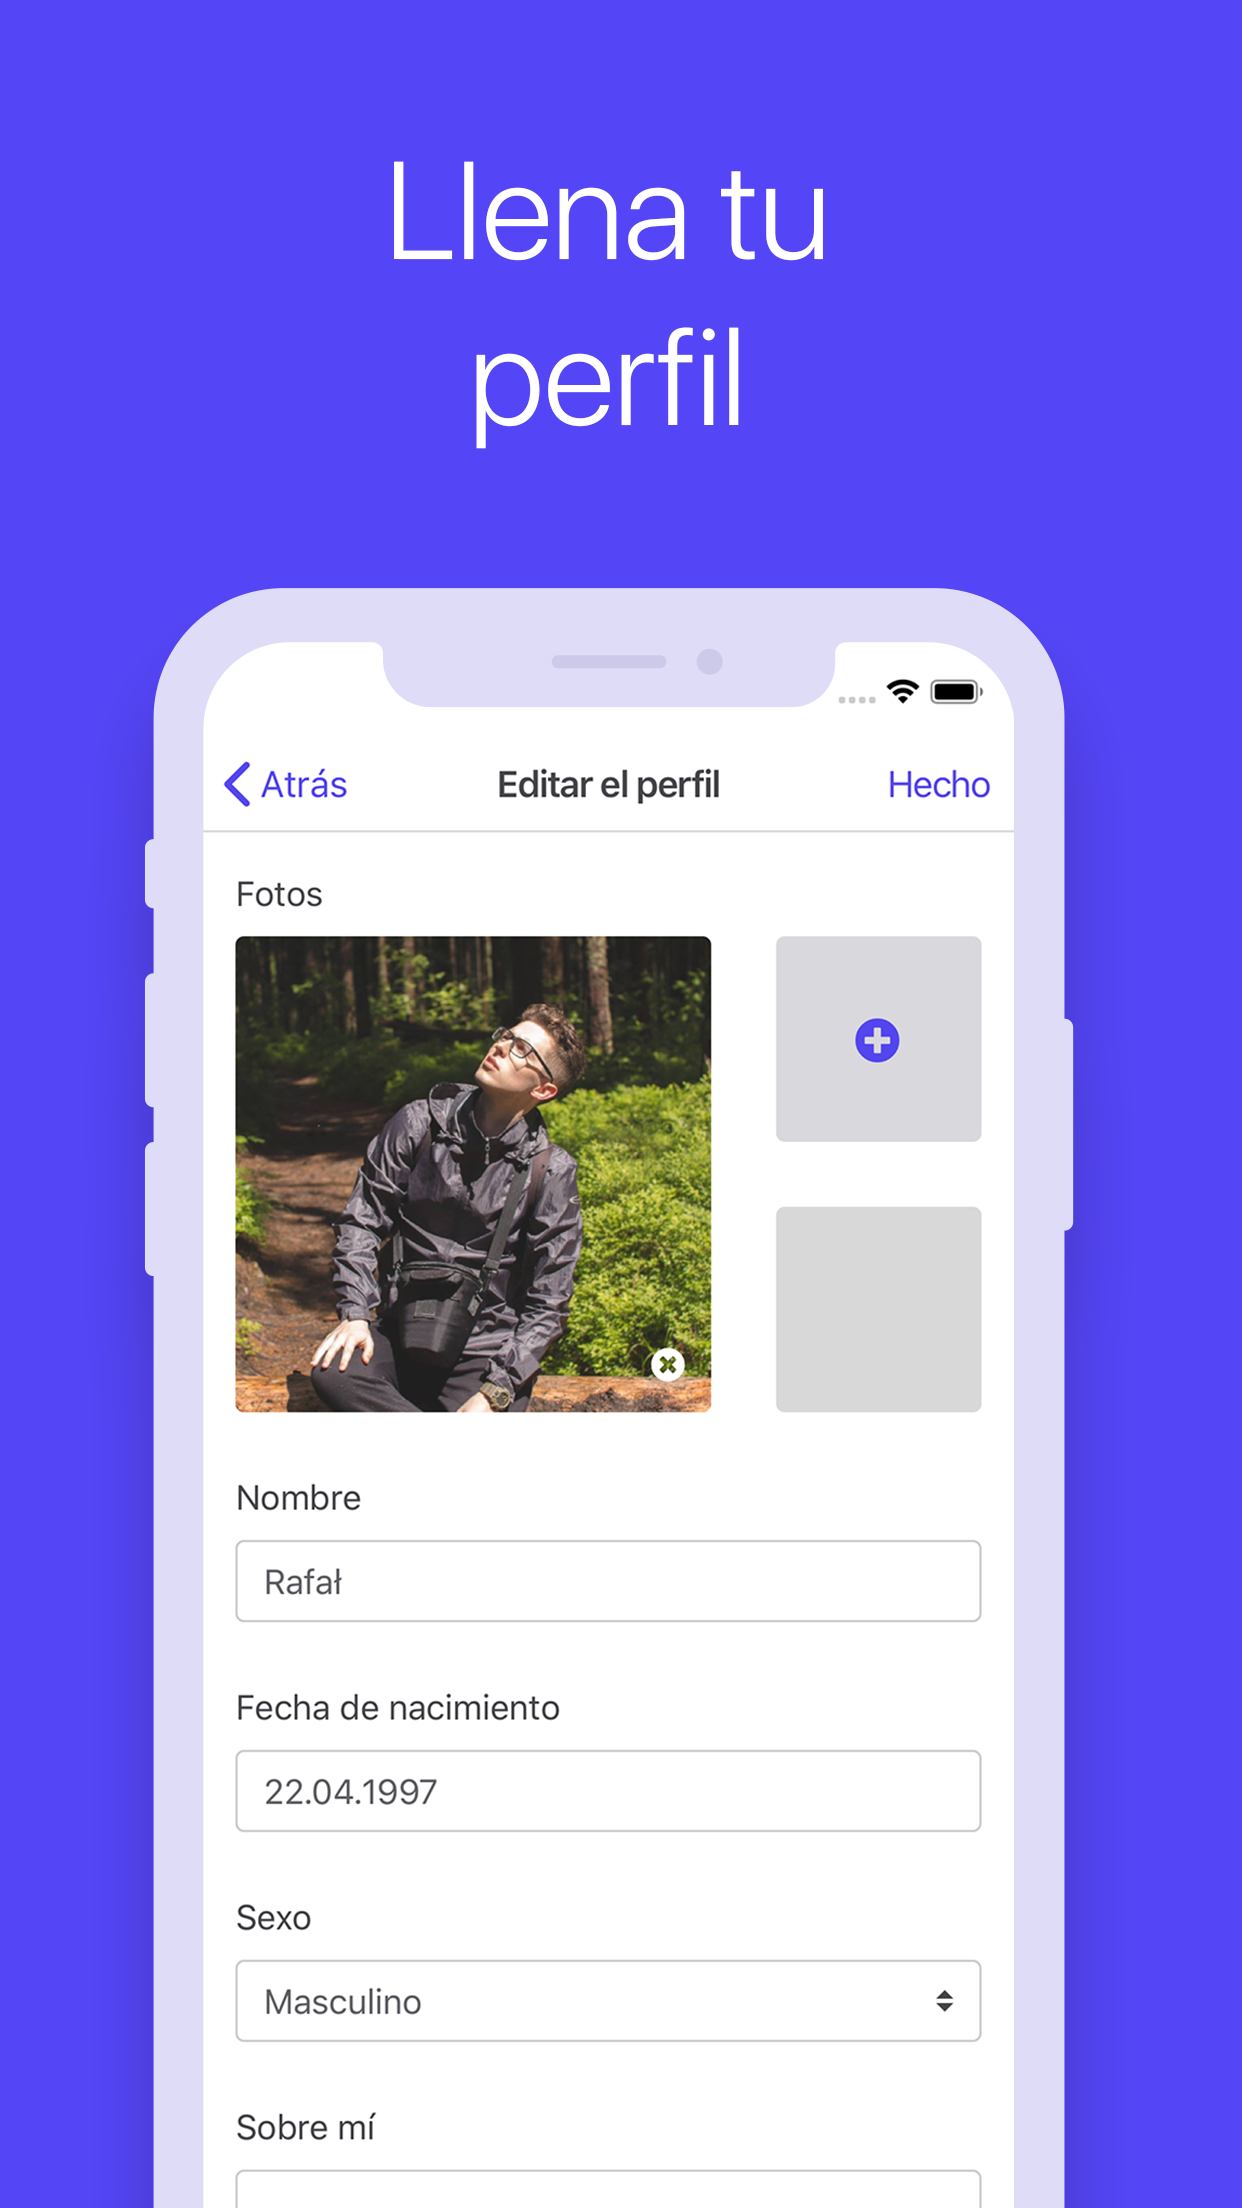 Llena tu
perfil
Atrás
Editar el perfil
Hecho
Fotos
Nombre
Rafał
Fecha de nacimiento
22.04.1997
Sexo
Masculino
Sobre mí